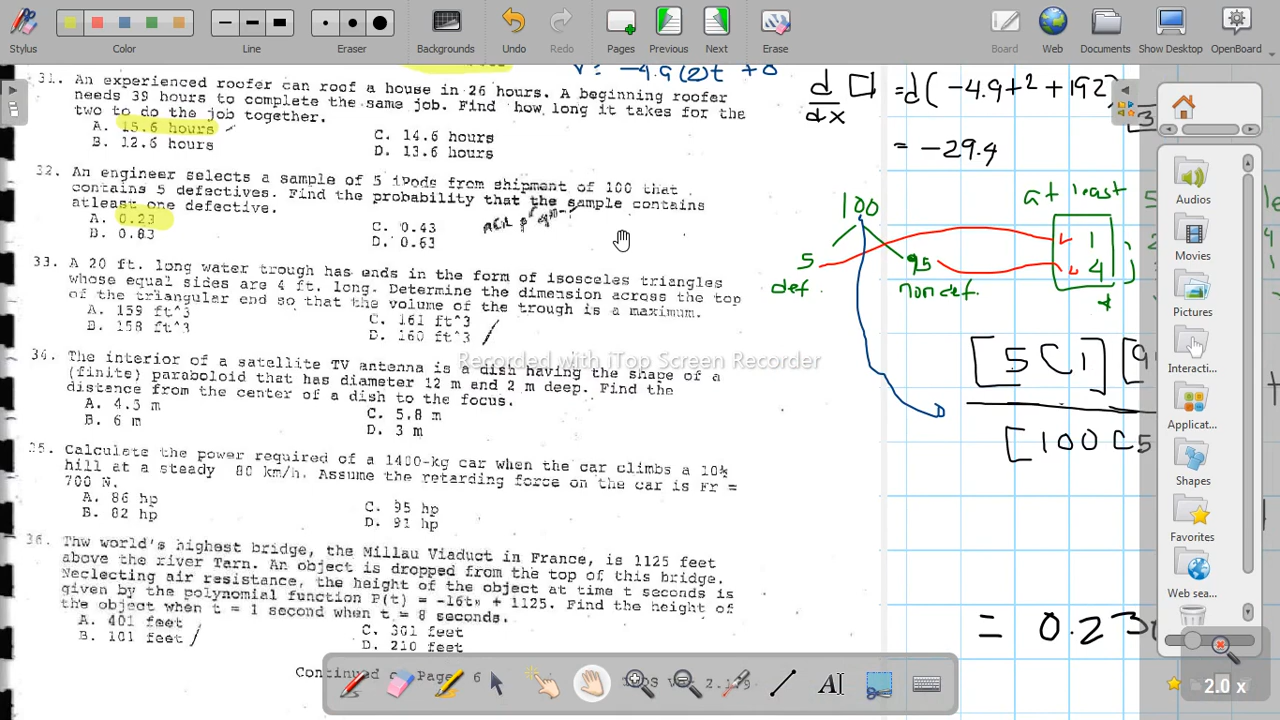 Stylus
Color
Line
Eraser
Backgrounds
Undo
Redo
Pages
Previous
Next
Erase
Board
Web
Documents
Show Desktop
OpenBoard
31. An experienced roofer can roof a house in 26 hours. A beginning roofer
needs 39 hours to complete the same job. Find how long it takes for the
two to do the job together.
A. 15.6 hours
C. 14.6 hours
B. 12.6 hours
D. 13.6 hours
32. An engineer selects a sample of 5 iPods from shipment of 100 that
contains 5 defectives. Find the probability that the sample contains
atleast one defective.
A. 0.23
C. 0.43
B. 0.83
D. 0.63
33. A 20 ft. long water trough has ends in the form of isosceles triangles
whose equal sides are 4 ft. long. Determine the dimension across the top
of the triangular end so that the volume of the trough is a maximum.
A. 159 ft^3
C. 161 ft^3
B. 158 ft^3
D. 160 ft^3
34. The interior of a satellite TV antenna is a dish having the shape of a
(finite) paraboloid that has diameter 12 m and 2 m deep. Find the
distance from the center of a dish to the focus.
A. 4.5 m
C. 5.8 m
B. 6 m
D. 3 m
35. Calculate the power required of a 1400-kg car when the car climbs a 10%
hill at a steady 80 km/h. Assume the retarding force on the car is Fr =
700 N.
A. 86 hp
C. 95 hp
B. 82 hp
D. 91 hp
36. Thw world's highest bridge, the Millau Viaduct in France, is 1125 feet
above the river Tarn. An object is dropped from the top of this bridge.
Neclecting air resistance, the height of the object at time t seconds is
given by the polynomial function P(t) = -16t + 1125. Find the height of
the object when t = 1 second when t = 8 seconds.
A. 401 feet
C. 301 feet
B. 101 feet
D. 210 feet
Continued Page 6
Recorded with iTop Screen Recorder
V = -4.9(2)t + 0
d/dx □ = d(-4.9t² + 192)
= -29.4
100
at least
5
95
1
4
def.
non def.
[5C1][9
[100C5
= 0.23
Audios
Movies
Pictures
Interacti...
Applicat...
Shapes
Favorites
Web sea...
2.0 x